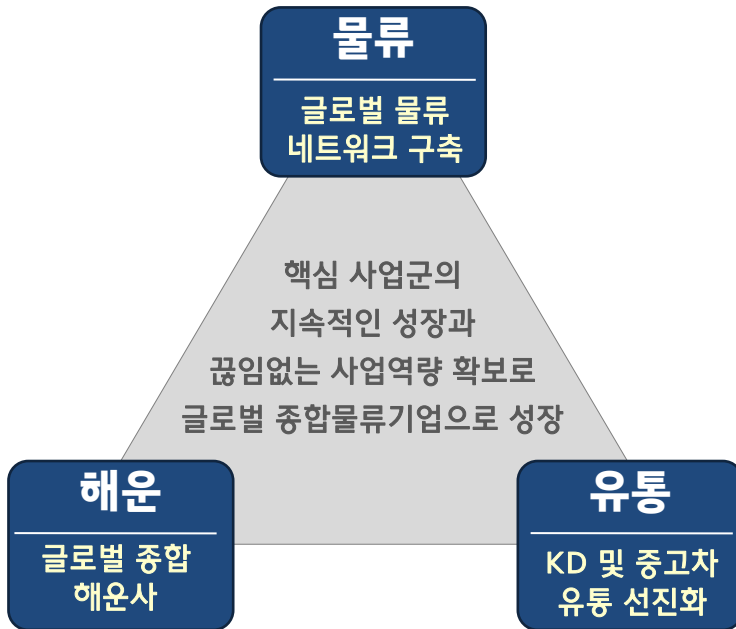 물류
글로벌 물류
네트워크 구축
핵심 사업군의
지속적인 성장과
끊임없는 사업역량 확보로
글로벌 종합물류기업으로 성장
해운
글로벌 종합
해운사
유통
KD 및 중고차
유통 선진화